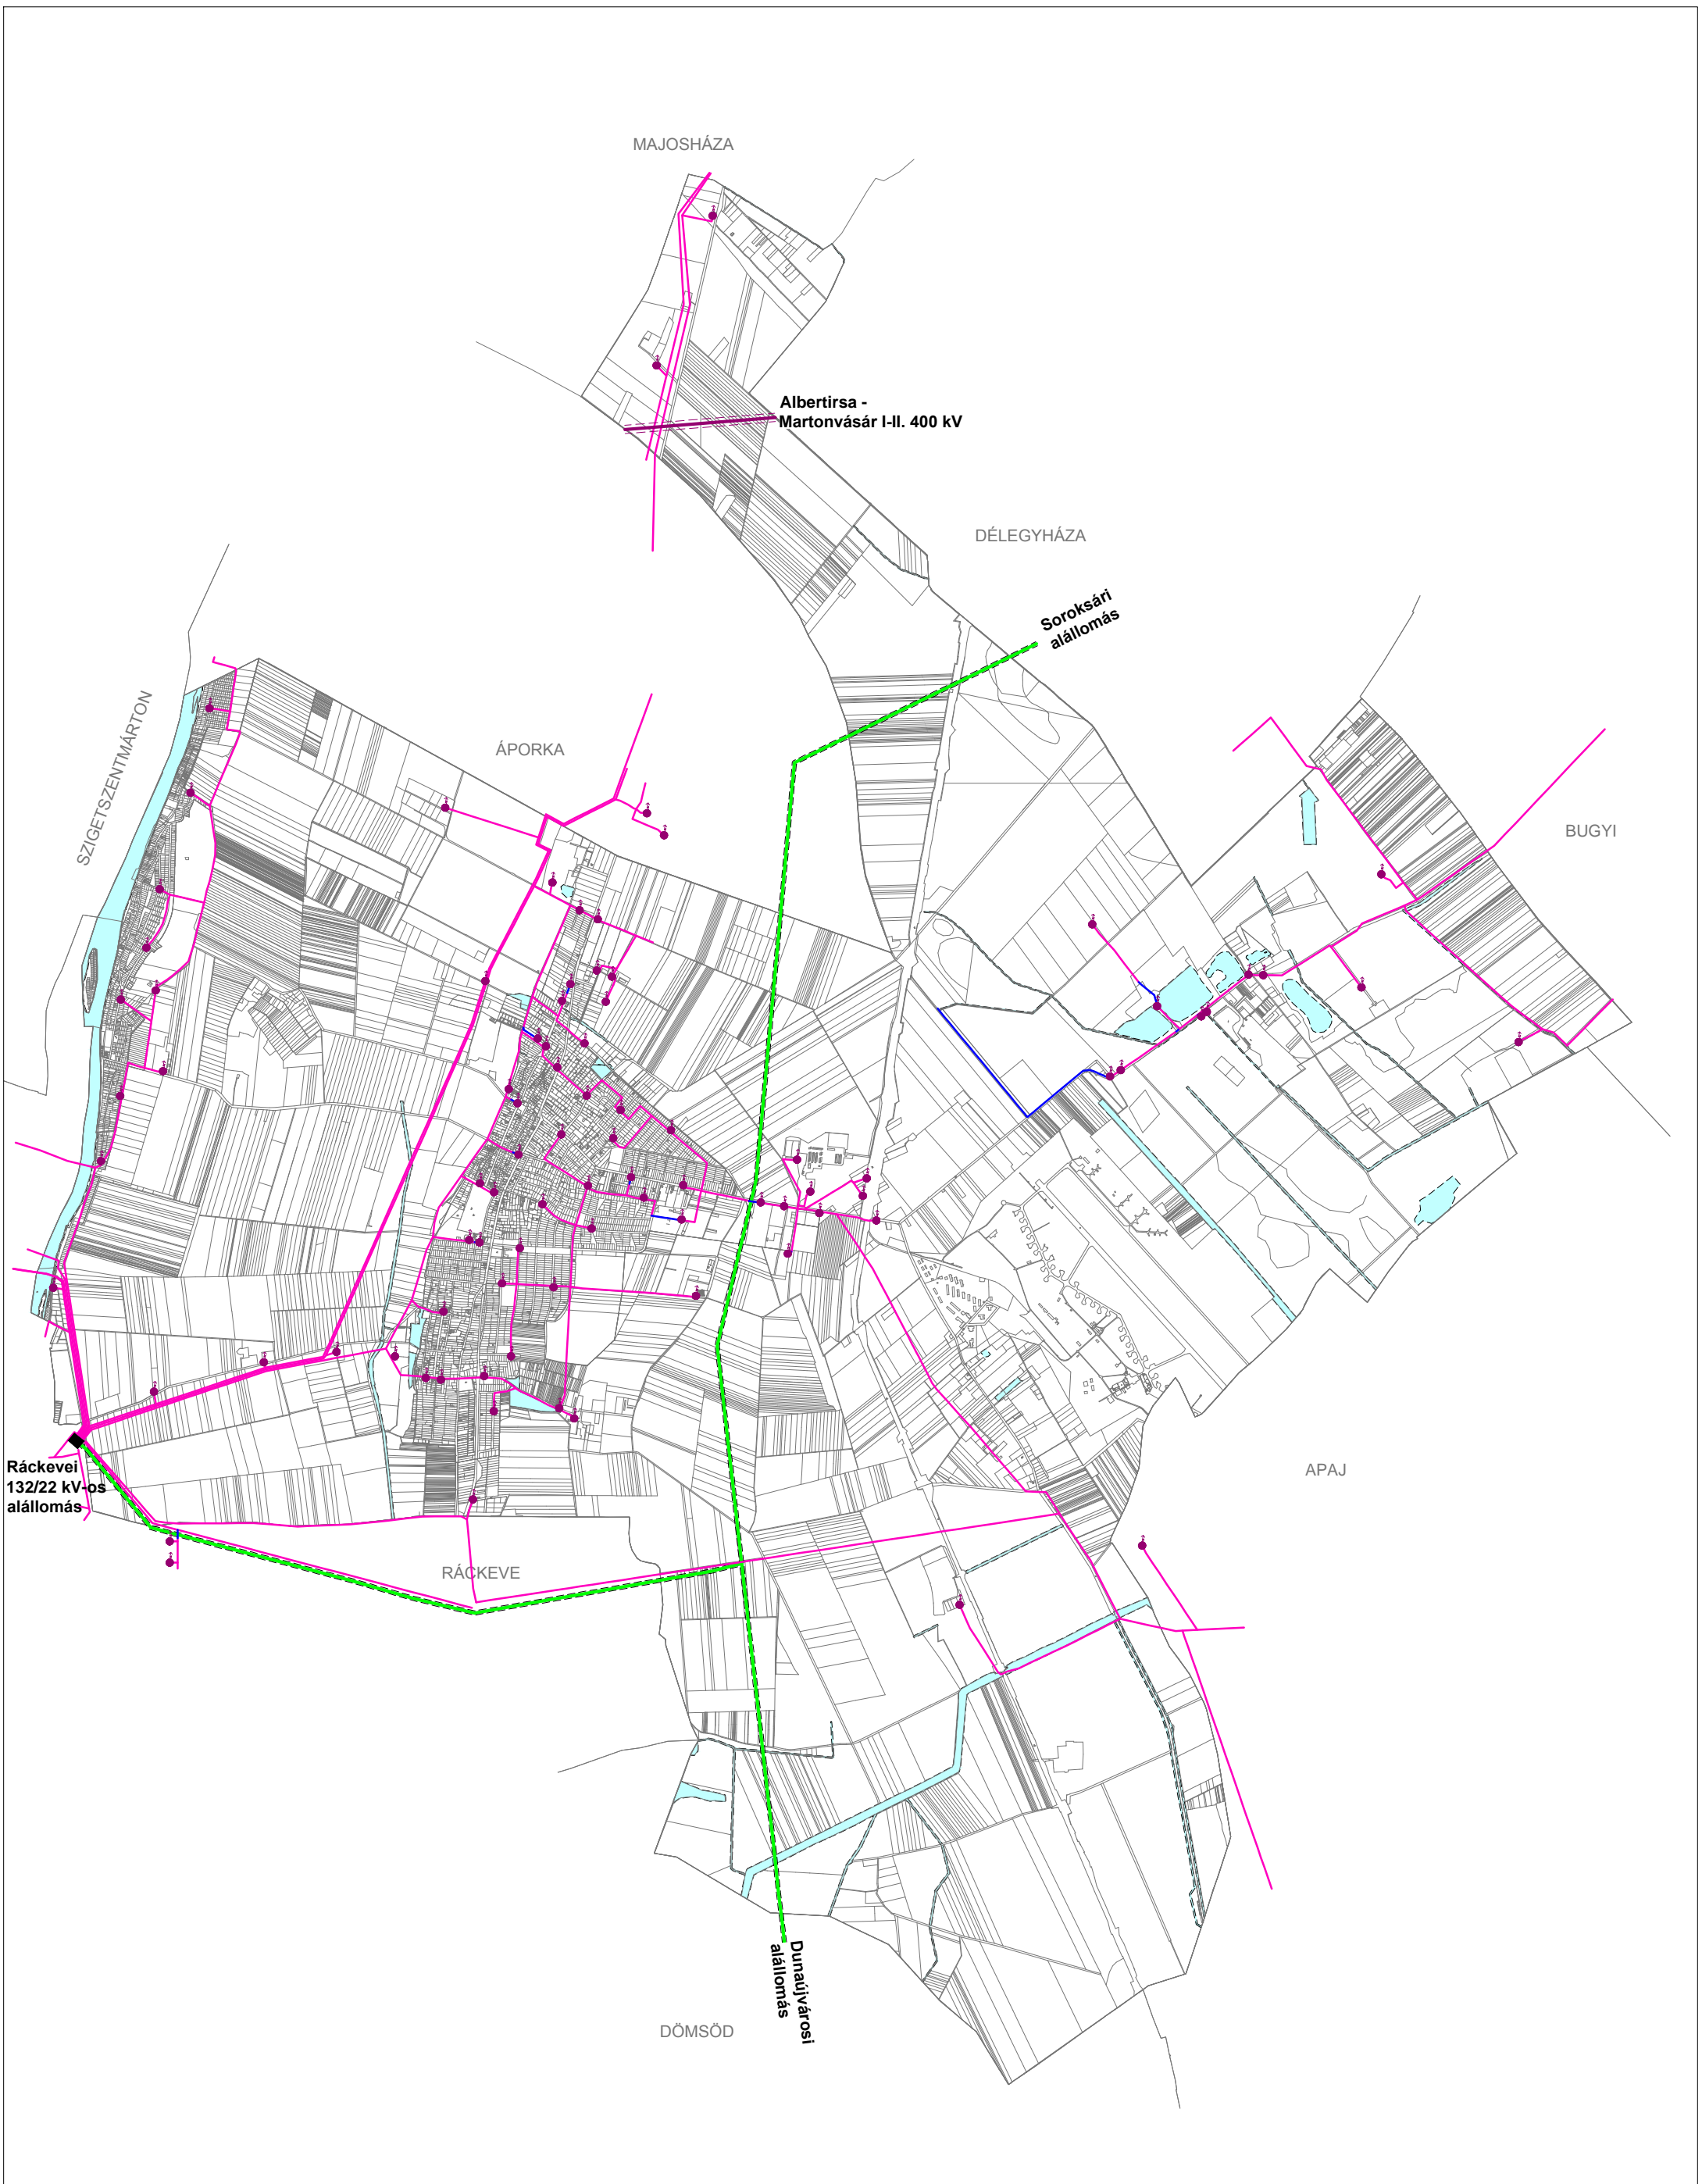 MAJOSHÁZA
Albertirsa -
Martonvásár I-II. 400 kV
DÉLEGYHÁZA
Soroksári
alállomás
SZIGETSZENTMÁRTON
ÁPORKA
BUGYI
Ráckevei
132/22 kV-os
alállomás
APAJ
RÁCKEVE
Dunaújvárosi
alállomás
DÖMSÖD